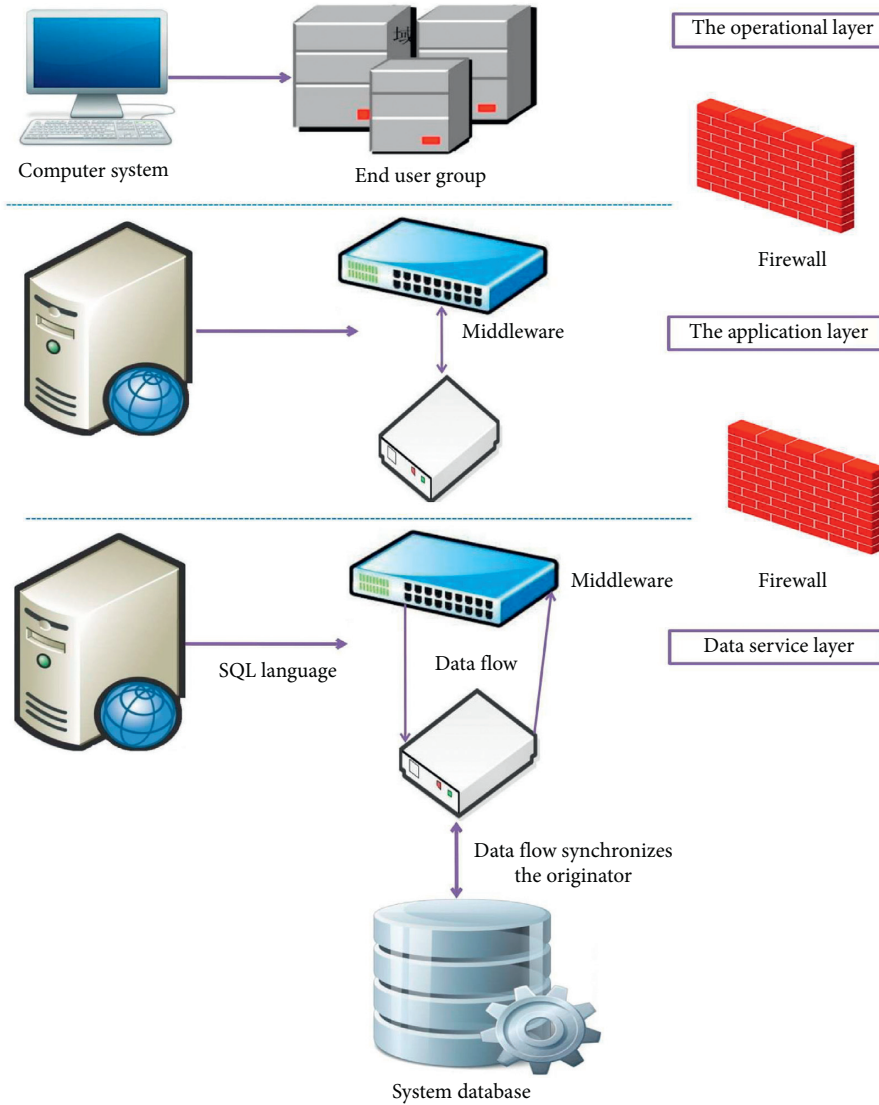 The operational layer
Computer system
End user group
Firewall
Middleware
The application layer
Middleware
Firewall
SQL language
Data flow
Data service layer
Data flow synchronizes
the originator
System database